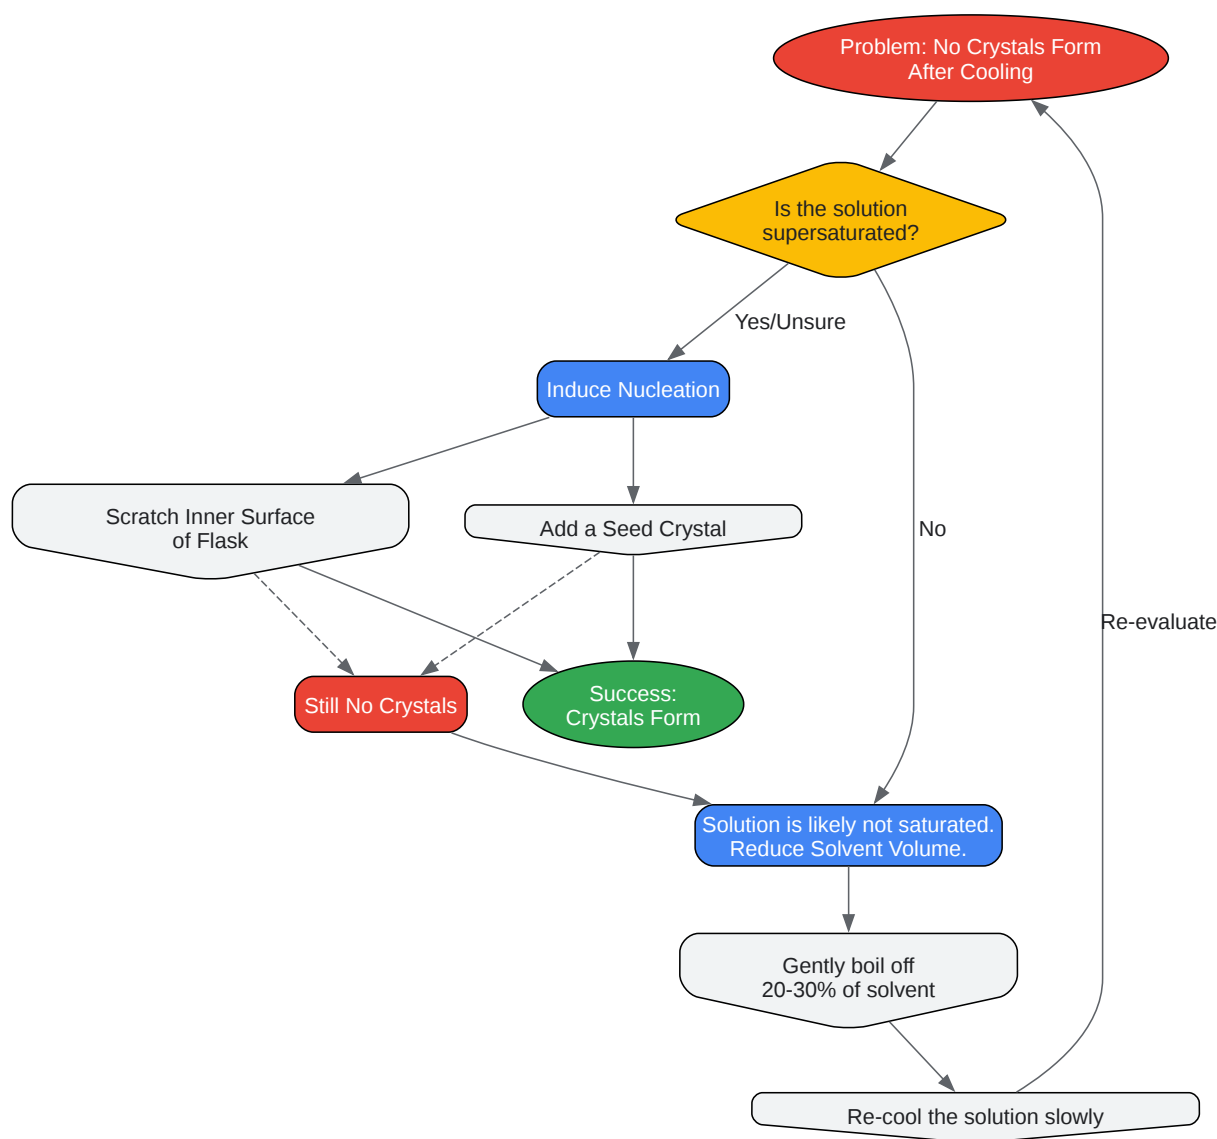 Problem: No Crystals Form
After Cooling
Is the solution
supersaturated?
Yes/Unsure
Induce Nucleation
Scratch Inner Surface
of Flask
Add a Seed Crystal
No
Re-evaluate
Still No Crystals
Success:
Crystals Form
Solution is likely not saturated.
Reduce Solvent Volume.
Gently boil off
20-30% of solvent
Re-cool the solution slowly